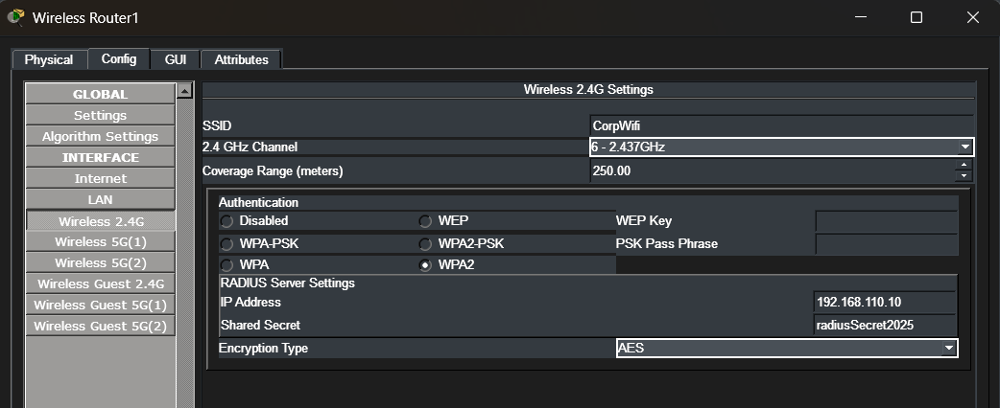 Wireless Router1
Physical Config GUI Attributes
GLOBAL
Settings
Algorithm Settings
INTERFACE
Internet
LAN
Wireless 2.4G
Wireless 5G(1)
Wireless 5G(2)
Wireless Guest 2.4G
Wireless Guest 5G(1)
Wireless Guest 5G(2)
Wireless 2.4G Settings
SSID CorpWifi
2.4 GHz Channel 6 - 2.437GHz
Coverage Range (meters) 250.00
Authentication
Disabled WEP WEP Key
WPA-PSK WPA2-PSK PSK Pass Phrase
WPA WPA2
RADIUS Server Settings
IP Address 192.168.110.10
Shared Secret radiusSecret2025
Encryption Type AES